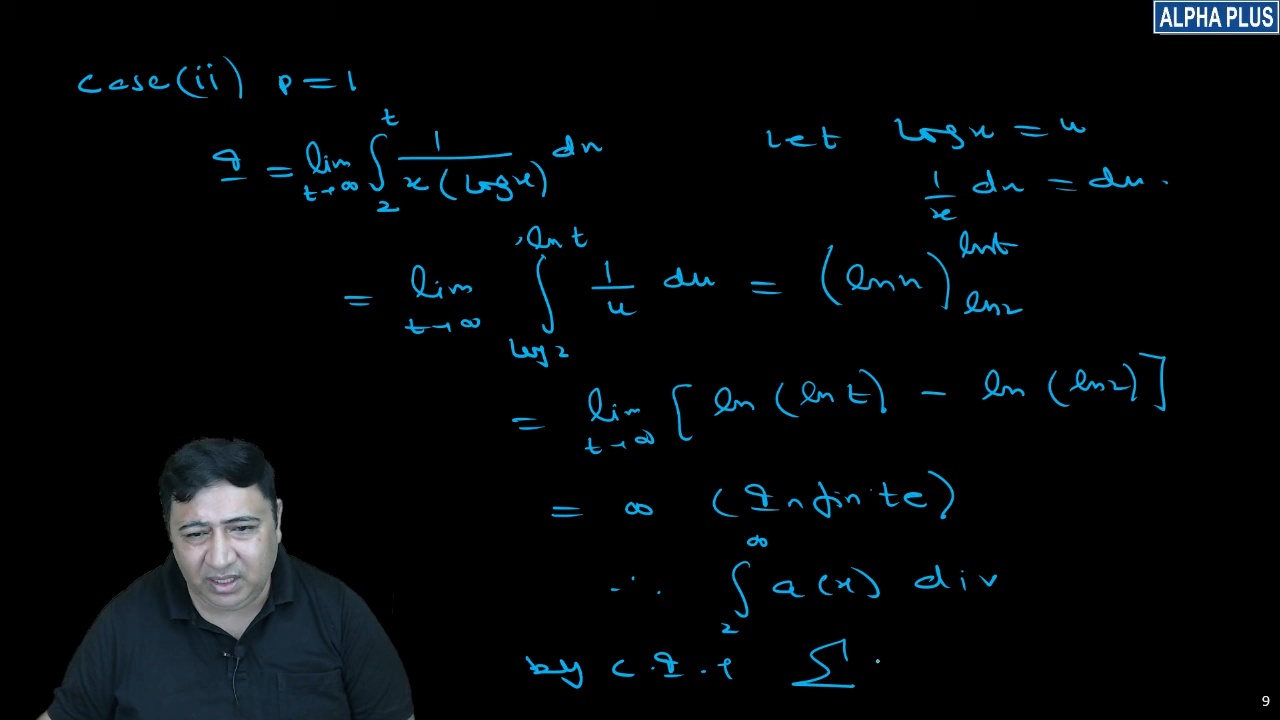 ALPHA PLUS
case(ii) p = 1
I = lim t→∞ ∫₂ᵗ 1/(x(logx)) dx
Let logx = u
1/x dx = du.
= lim t→∞ ∫_{log2}^{ln t} 1/u du = (ln u)_{ln2}^{lnt}
= lim t→∞ [ln (ln t) - ln (ln2)]
= ∞ (Infinite)
∴ ∫₂^∞ a(x) div
by C.I.t Σ
9